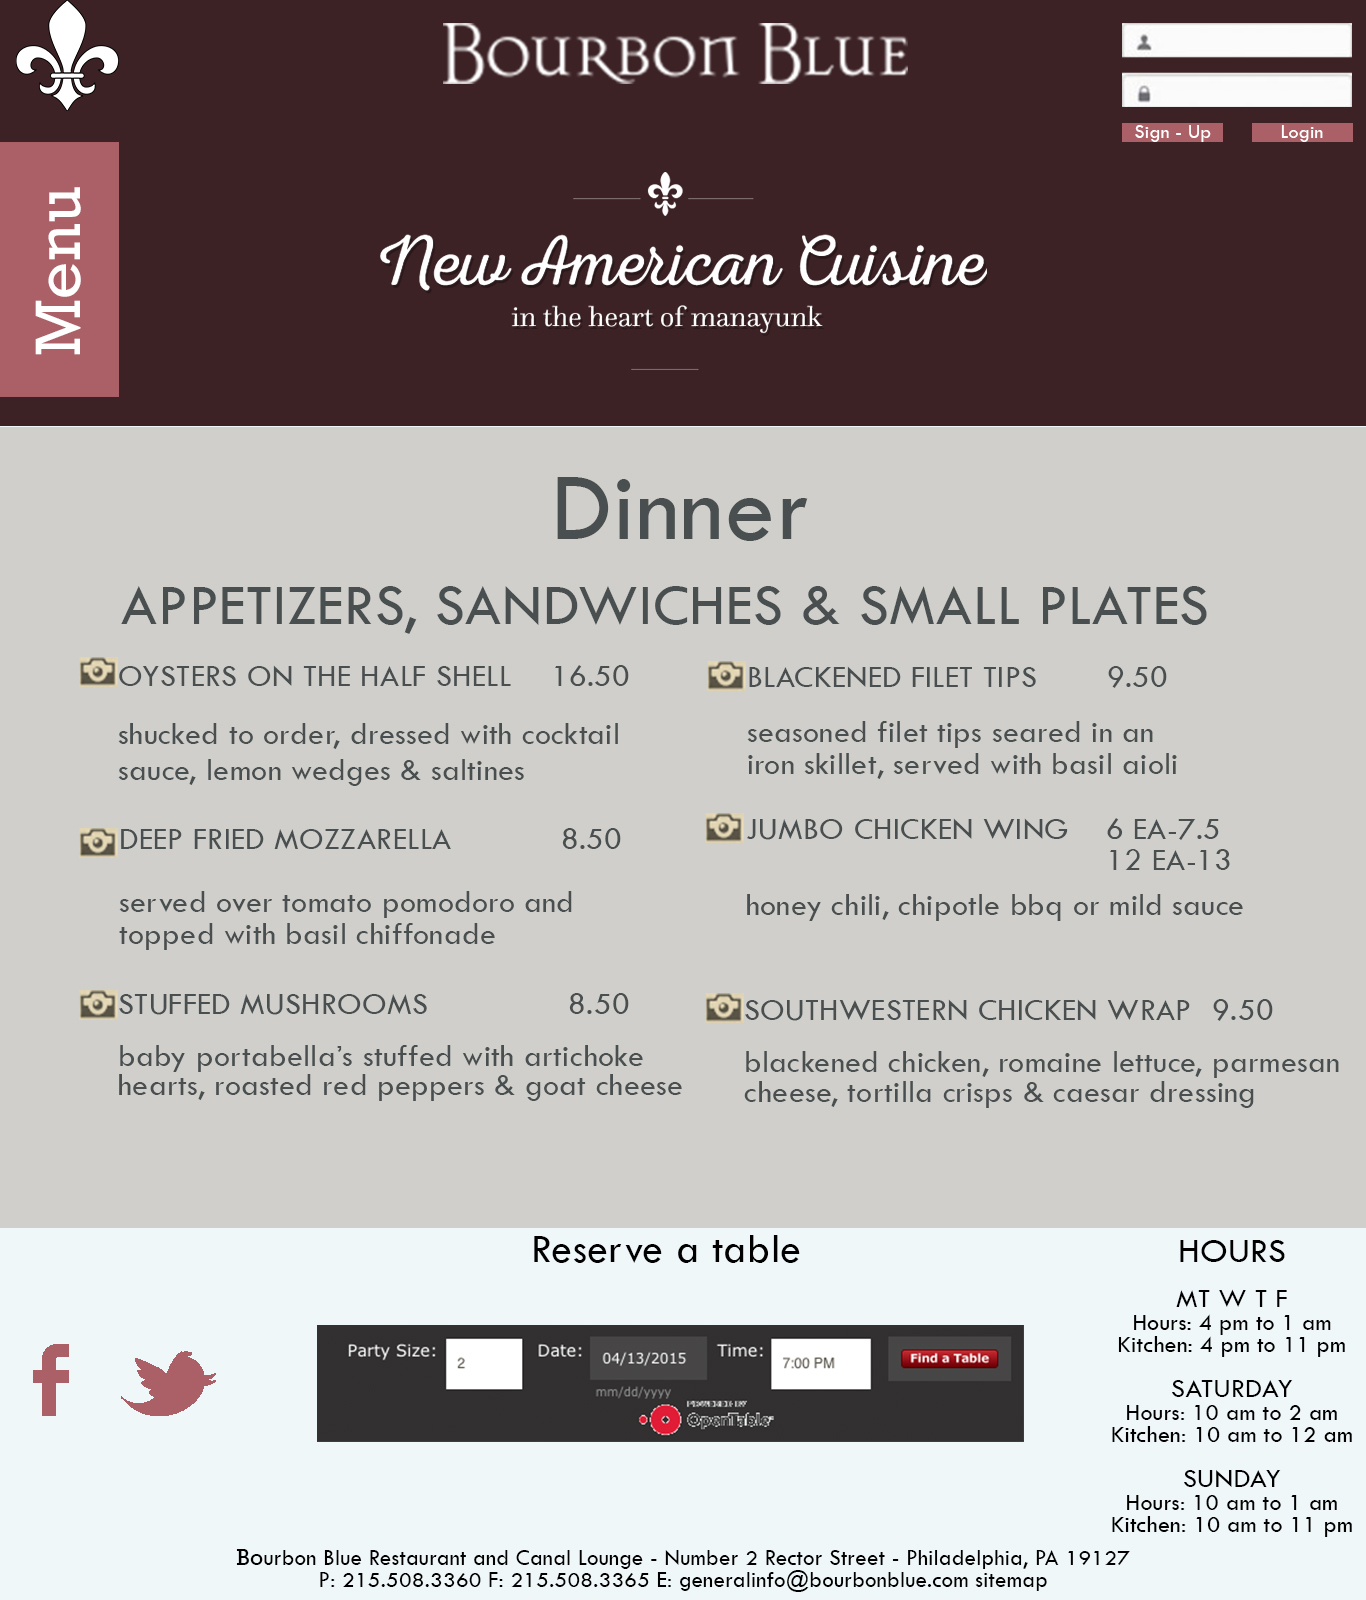 Bourbon Blue
Sign - Up
Login
Menu
New American Cuisine
in the heart of manayunk
Dinner
APPETIZERS, SANDWICHES & SMALL PLATES
OYSTERS ON THE HALF SHELL 16.50
shucked to order, dressed with cocktail
sauce, lemon wedges & saltines
DEEP FRIED MOZZARELLA 8.50
served over tomato pomodoro and
topped with basil chiffonade
STUFFED MUSHROOMS 8.50
baby portabella’s stuffed with artichoke
hearts, roasted red peppers & goat cheese
BLACKENED FILET TIPS 9.50
seasoned filet tips seared in an
iron skillet, served with basil aioli
JUMBO CHICKEN WING 6 EA-7.5
12 EA-13
honey chili, chipotle bbq or mild sauce
SOUTHWESTERN CHICKEN WRAP 9.50
blackened chicken, romaine lettuce, parmesan
cheese, tortilla crisps & caesar dressing
Reserve a table
Party Size: 2 Date: 04/13/2015 Time: 7:00 PM Find a Table
mm/dd/yyyy
POWERED BY
OpenTable
HOURS
MT W T F
Hours: 4 pm to 1 am
Kitchen: 4 pm to 11 pm
SATURDAY
Hours: 10 am to 2 am
Kitchen: 10 am to 12 am
SUNDAY
Hours: 10 am to 1 am
Kitchen: 10 am to 11 pm
Bourbon Blue Restaurant and Canal Lounge - Number 2 Rector Street - Philadelphia, PA 19127
P: 215.508.3360 F: 215.508.3365 E: generalinfo@bourbonblue.com sitemap